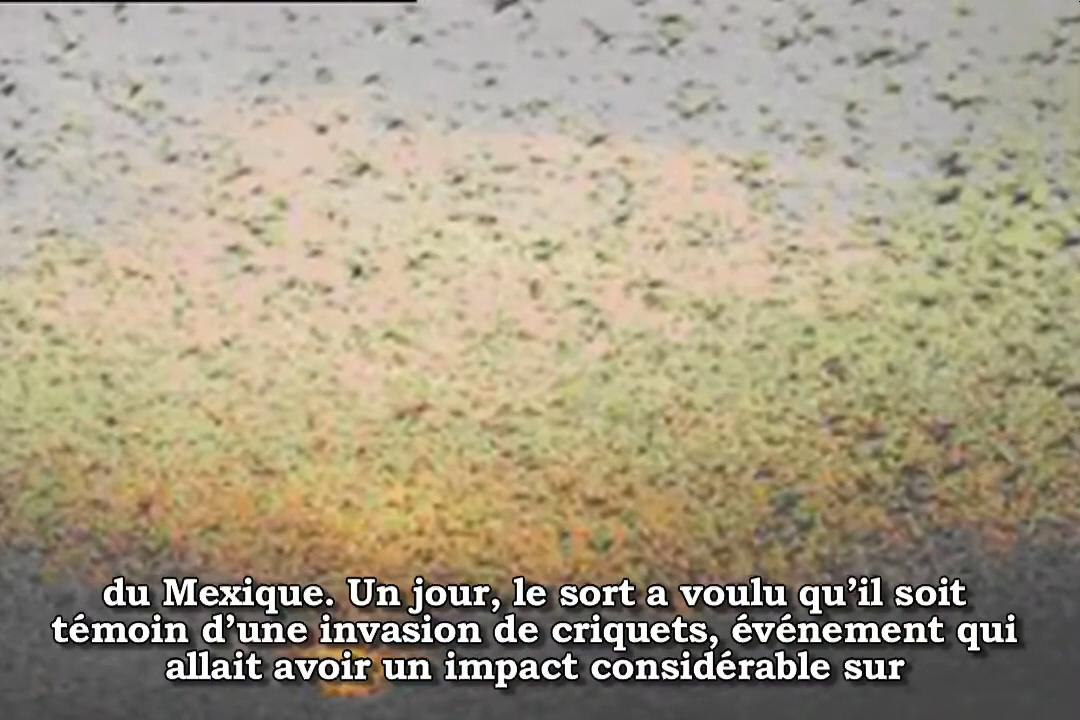 du Mexique. Un jour, le sort a voulu qu’il soit
témoin d’une invasion de criquets, événement qui
allait avoir un impact considérable sur